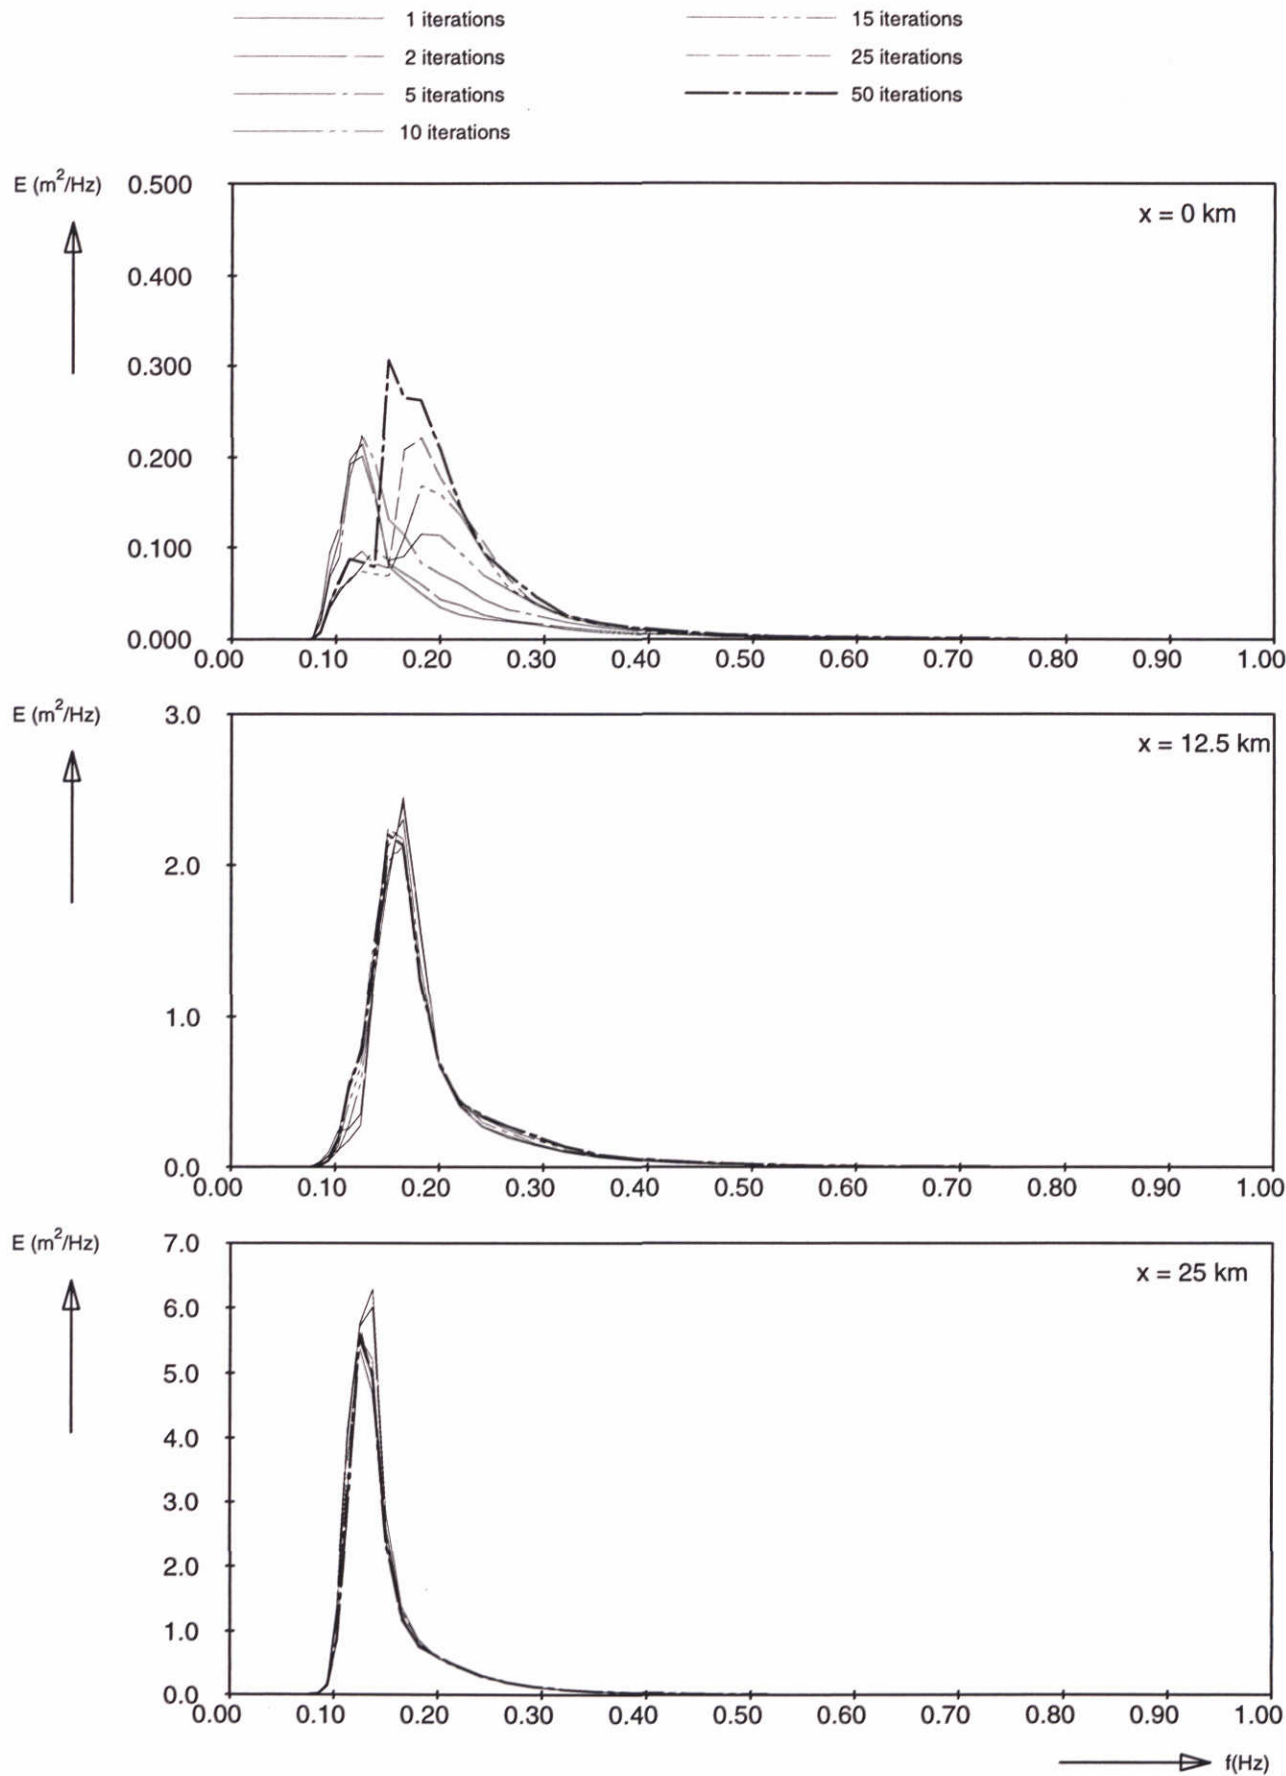 1 iterations
15 iterations
2 iterations
25 iterations
5 iterations
50 iterations
10 iterations
E (m²/Hz)
0.500
x = 0 km
0.400
0.300
0.200
0.100
0.000
0.00 0.10 0.20 0.30 0.40 0.50 0.60 0.70 0.80 0.90 1.00
E (m²/Hz)
3.0
x = 12.5 km
2.0
1.0
0.0
0.00 0.10 0.20 0.30 0.40 0.50 0.60 0.70 0.80 0.90 1.00
E (m²/Hz)
7.0
x = 25 km
6.0
5.0
4.0
3.0
2.0
1.0
0.0
0.00 0.10 0.20 0.30 0.40 0.50 0.60 0.70 0.80 0.90 1.00
f(Hz)